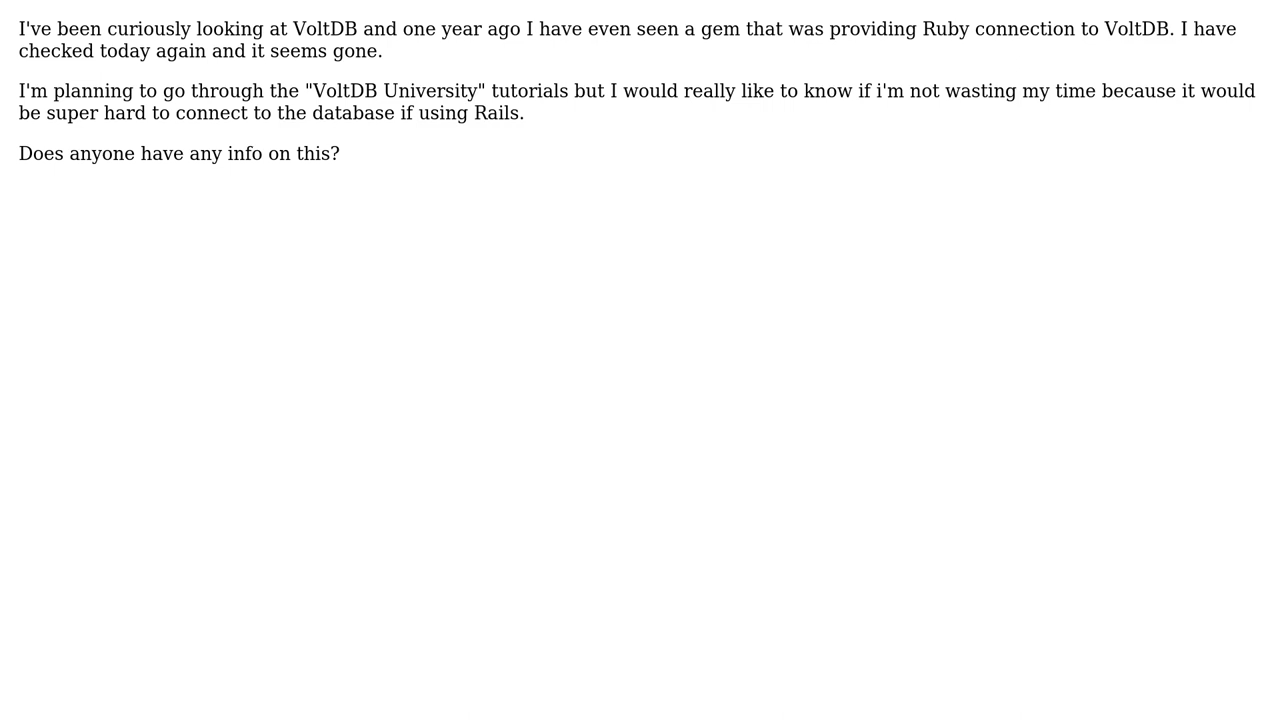 I've been curiously looking at VoltDB and one year ago I have even seen a gem that was providing Ruby connection to VoltDB. I have
checked today again and it seems gone.
I'm planning to go through the "VoltDB University" tutorials but I would really like to know if i'm not wasting my time because it would
be super hard to connect to the database if using Rails.
Does anyone have any info on this?